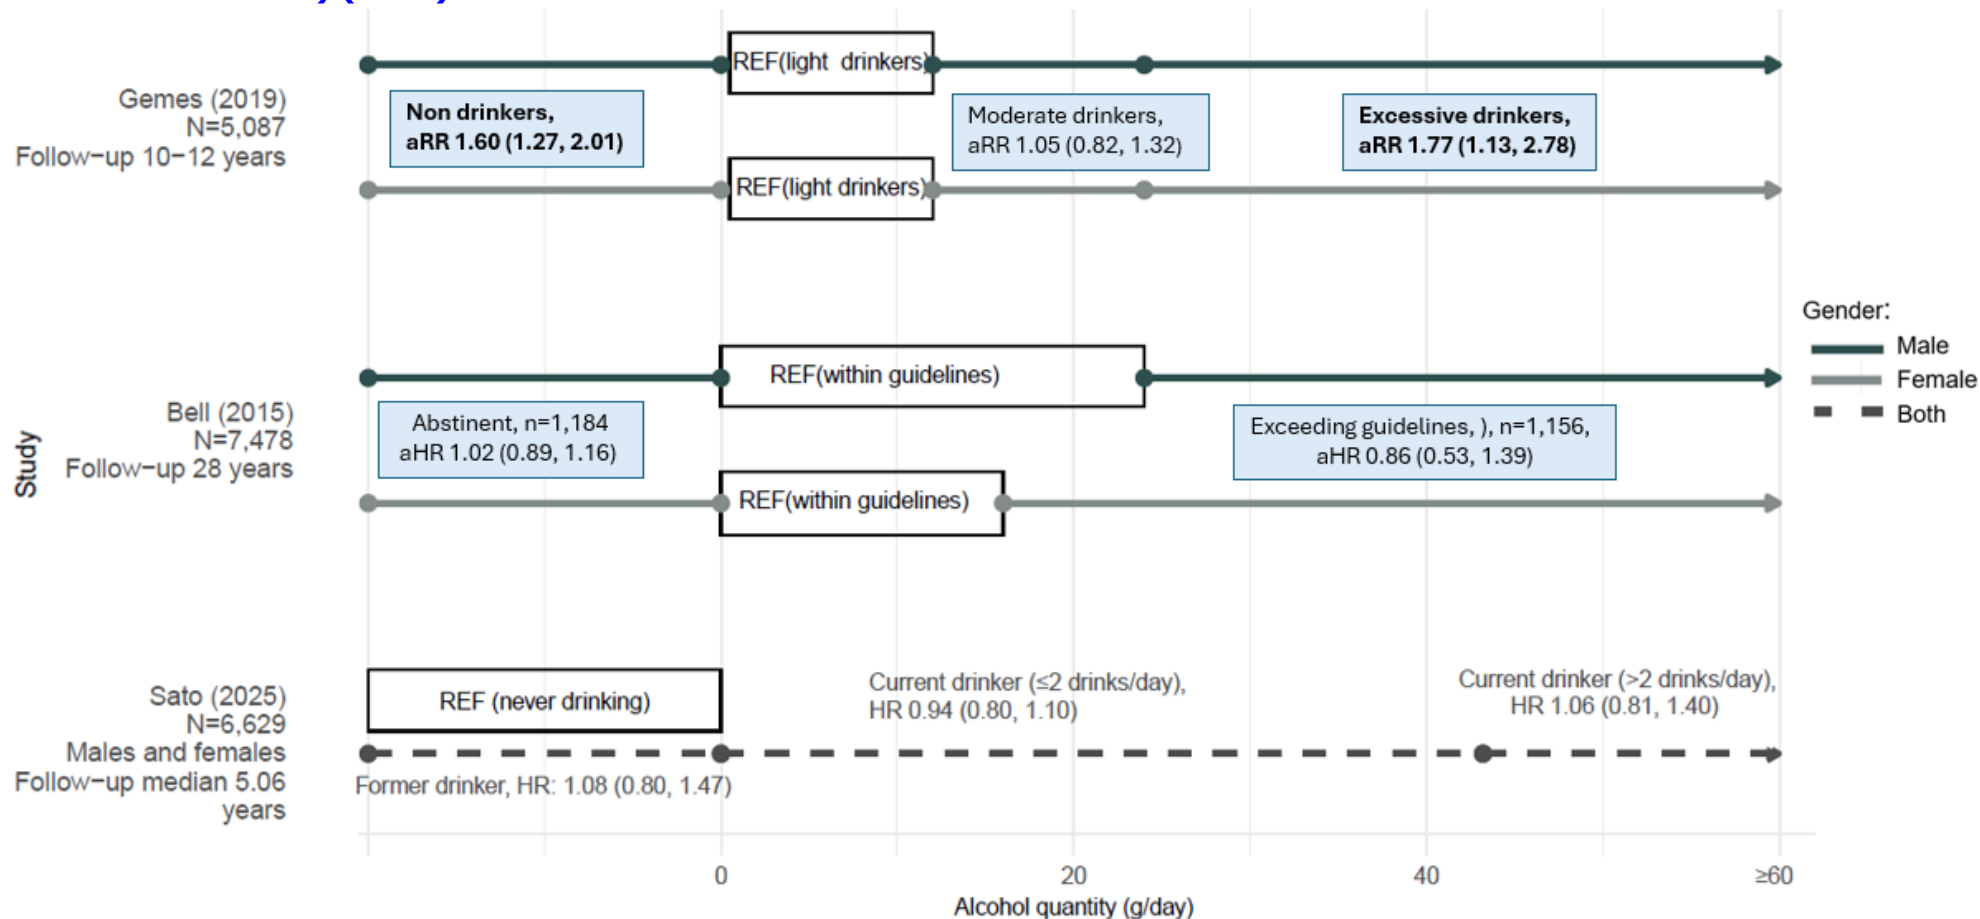 Gemes (2019)
N=5,087
Follow−up 10−12 years
REF(light drinkers)
Non drinkers,
aRR 1.60 (1.27, 2.01)
Moderate drinkers,
aRR 1.05 (0.82, 1.32)
Excessive drinkers,
aRR 1.77 (1.13, 2.78)
REF(light drinkers)
Study
Bell (2015)
N=7,478
Follow−up 28 years
REF(within guidelines)
Abstinent, n=1,184
aHR 1.02 (0.89, 1.16)
Exceeding guidelines, ), n=1,156,
aHR 0.86 (0.53, 1.39)
REF(within guidelines)
Gender:
Male
Female
Both
Sato (2025)
N=6,629
Males and females
Follow−up median 5.06
years
REF (never drinking)
Current drinker (≤2 drinks/day),
HR 0.94 (0.80, 1.10)
Current drinker (>2 drinks/day),
HR 1.06 (0.81, 1.40)
Former drinker, HR: 1.08 (0.80, 1.47)
0
20
40
≥60
Alcohol quantity (g/day)